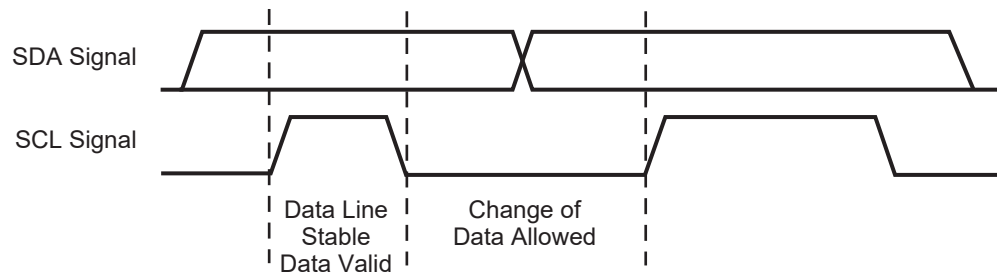 SDA Signal
SCL Signal
Data Line
Stable
Data Valid
Change of
Data Allowed